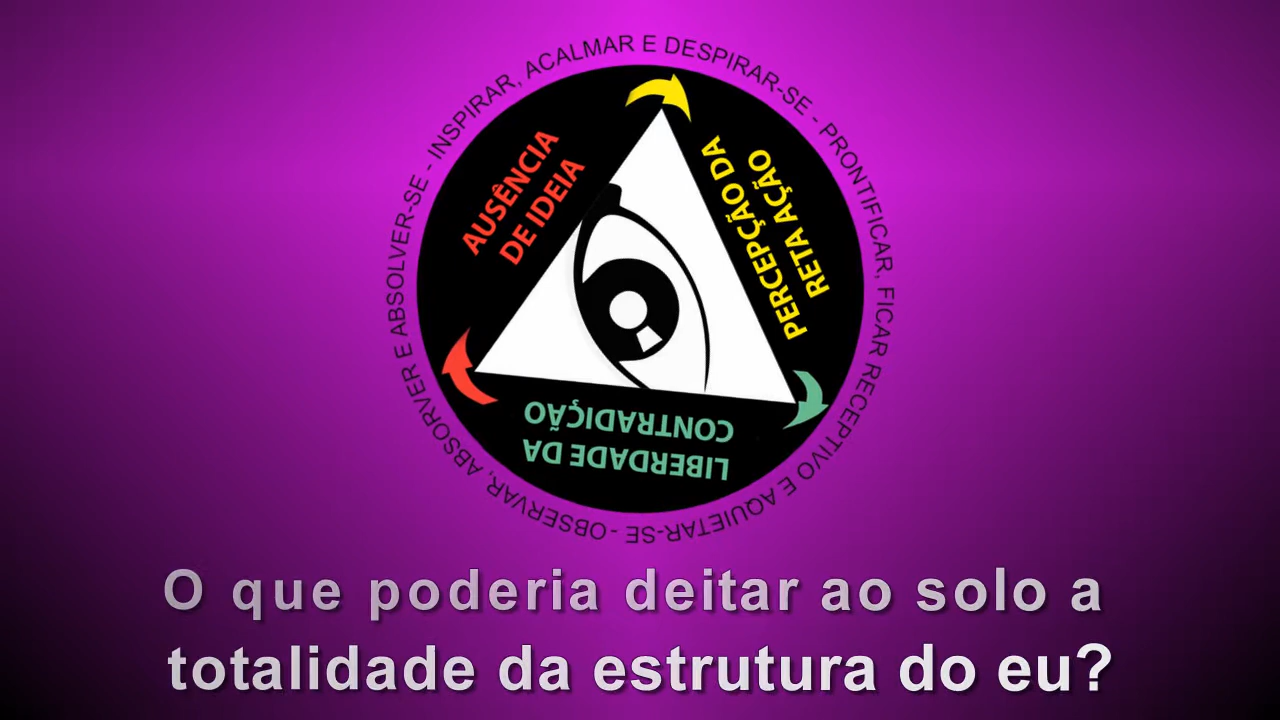 INSPIRAR, ACALMAR E DESPIRAR-SE - PRONTIFICAR, FICAR RECEPTIVO E AQUIETAR-SE - OBSERVAR, ABSORVER E ABSOLVER-SE -
AUSÊNCIA
DE IDEIA
PERCEPÇÃO DA
RETA AÇÃO
LIBERDADE DA
CONTRADIÇÃO
O que poderia deitar ao solo a
totalidade da estrutura do eu?